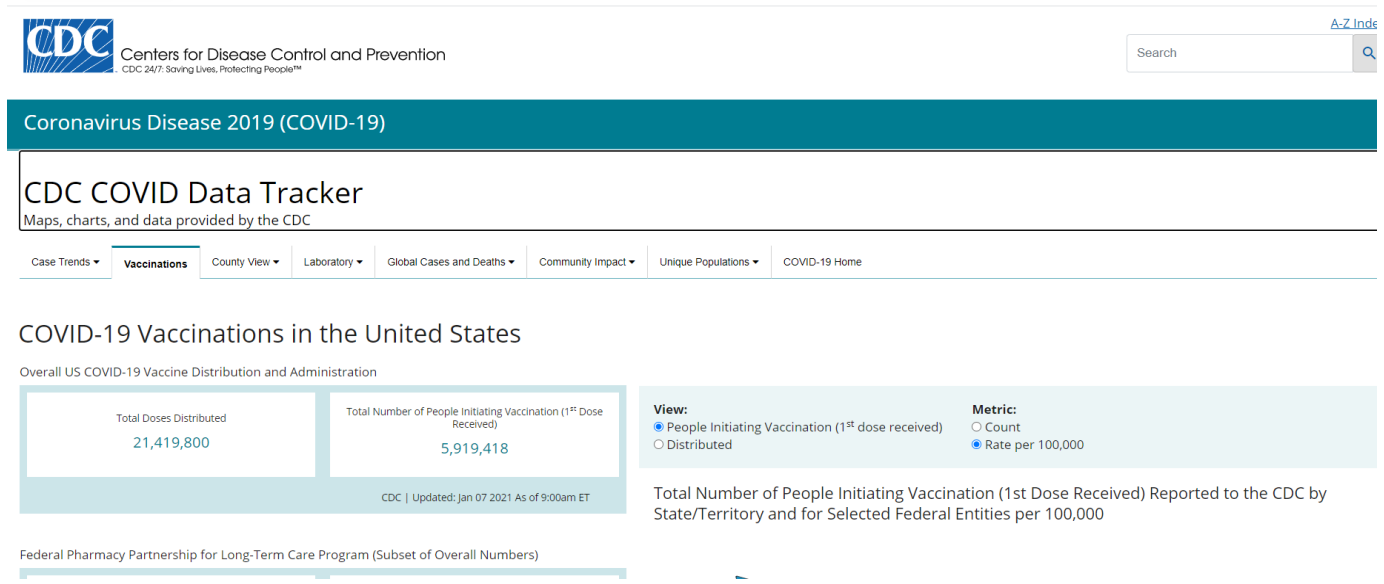 CDC
Centers for Disease Control and Prevention
CDC 24/7: Saving Lives, Protecting People™
A-Z Inde
Search
Coronavirus Disease 2019 (COVID-19)
CDC COVID Data Tracker
Maps, charts, and data provided by the CDC
Case Trends Vaccinations County View Laboratory Global Cases and Deaths Community Impact Unique Populations COVID-19 Home
COVID-19 Vaccinations in the United States
Overall US COVID-19 Vaccine Distribution and Administration
Total Doses Distributed
21,419,800
Total Number of People Initiating Vaccination (1st Dose
Received)
5,919,418
CDC | Updated: Jan 07 2021 As of 9:00am ET
View:
People Initiating Vaccination (1st dose received)
Distributed
Metric:
Count
Rate per 100,000
Total Number of People Initiating Vaccination (1st Dose Received) Reported to the CDC by
State/Territory and for Selected Federal Entities per 100,000
Federal Pharmacy Partnership for Long-Term Care Program (Subset of Overall Numbers)